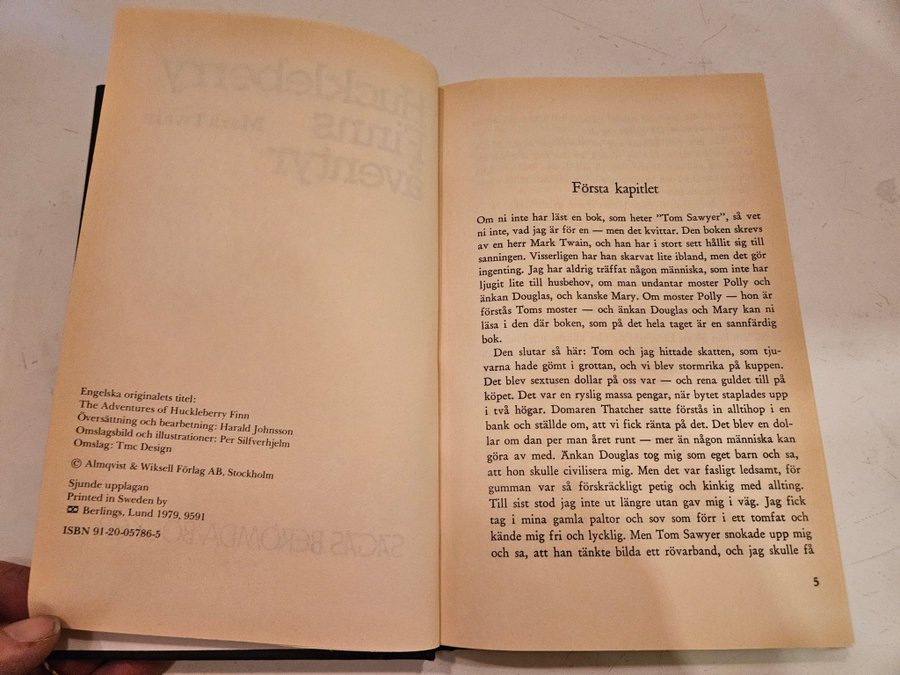 Huckleberry
Finns
Mark Twain
äventyr
Engelska originalets titel:
The Adventures of Huckleberry Finn
Översättning och bearbetning: Harald Johnsson
Omslagsbild och illustrationer: Per Silfverhjelm
Omslag: Tmc Design
© Almqvist & Wiksell Förlag AB, Stockholm
Sjunde upplagan
Printed in Sweden by
Berlings, Lund 1979, 9591
ISBN 91-20-05786-5
Första kapitlet
Om ni inte har läst en bok, som heter ”Tom Sawyer”, så vet
ni inte, vad jag är för en — men det kvittar. Den boken skrevs
av en herr Mark Twain, och han har i stort sett hållit sig till
sanningen. Visserligen har han skarvat lite ibland, men det gör
ingenting. Jag har aldrig träffat någon människa, som inte har
ljugit lite till husbehov, om man undantar moster Polly och
änkan Douglas, och kanske Mary. Om moster Polly — hon är
förstås Toms moster — och änkan Douglas och Mary kan ni
läsa i den där boken, som på det hela taget är en sannfärdig
bok.
Den slutar så här: Tom och jag hittade skatten, som tju-
varna hade gömt i grottan, och vi blev stormrika på kuppen.
Det blev sextusen dollar på oss var — och rena guldet till på
köpet. Det var en ryslig massa pengar, när bytet staplades upp
i två högar. Domaren Thatcher satte förstås in alltihop i en
bank och ställde om, att vi fick ränta på det. Det blev en dol-
lar om dan per man året runt — mer än någon människa kan
göra av med. Änkan Douglas tog mig som eget barn och sa,
att hon skulle civilisera mig. Men det var fasligt ledsamt, för
gumman var så förskräckligt petig och kinkig med allting.
Till sist stod jag inte ut längre utan gav mig i väg. Jag fick
tag i mina gamla paltor och sov som förr i ett tomfat och
kände mig fri och lycklig. Men Tom Sawyer snokade upp mig
och sa, att han tänkte bilda ett rövarband, och jag skulle få
5